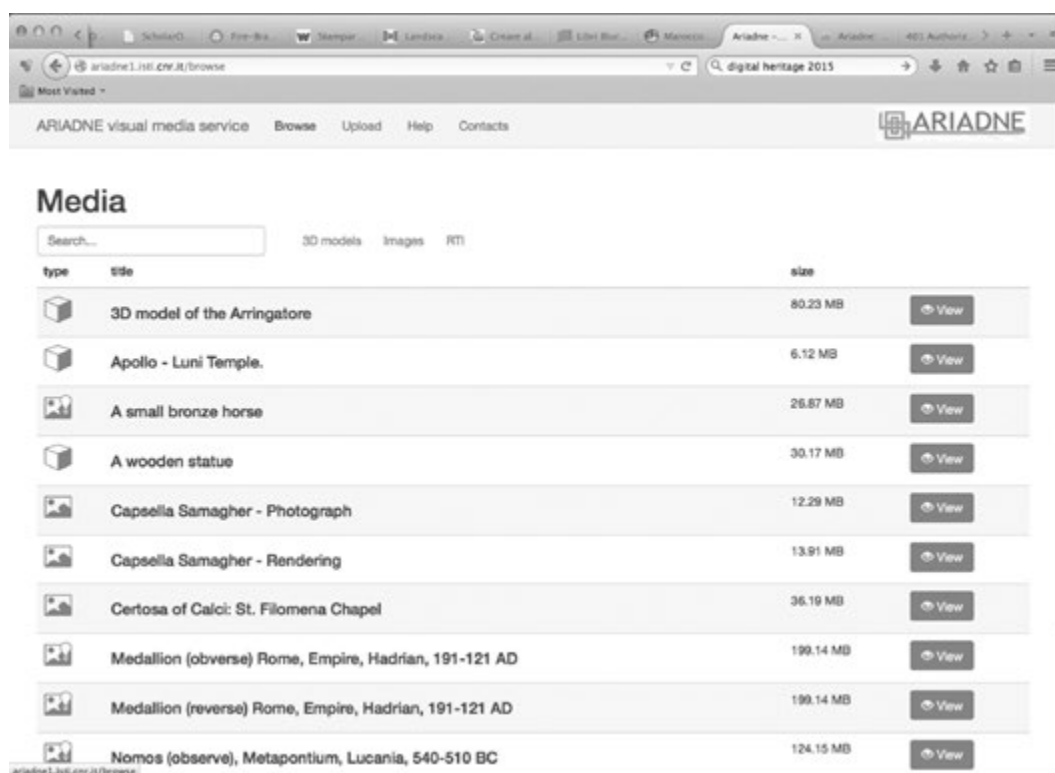 ariadne1.isti.cnr.it/browse
digital heritage 2015
Most Visited
ARIADNE visual media service Browse Upload Help Contacts ARIADNE
Media
Search... 3D models Images RTI
type title size
3D model of the Arringatore 80.23 MB View
Apollo - Luni Temple. 6.12 MB View
A small bronze horse 26.87 MB View
A wooden statue 30.17 MB View
Capsella Samagher - Photograph 12.29 MB View
Capsella Samagher - Rendering 13.91 MB View
Certosa of Calci: St. Filomena Chapel 36.19 MB View
Medallion (obverse) Rome, Empire, Hadrian, 191-121 AD 199.14 MB View
Medallion (reverse) Rome, Empire, Hadrian, 191-121 AD 199.14 MB View
Nomos (observe), Metapontium, Lucania, 540-510 BC 124.15 MB View
ariadne1.isti.cnr.it/browse